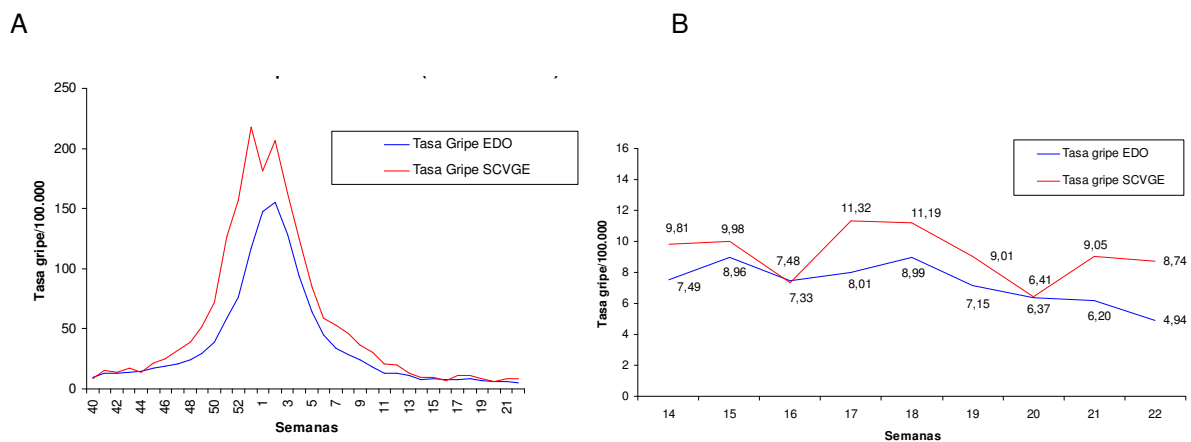 A
B
250
200
150
100
50
0
Tasa gripe/100.000
Tasa Gripe EDO
Tasa Gripe SCVGE
40 42 44 46 48 50 52 1 3 5 7 9 11 13 15 17 19 21
Semanas
16
14
12
10
8
6
4
2
0
Tasa gripe/100.000
Tasa gripe EDO
Tasa gripe SCVGE
9,81 9,98 7,48 11,32 11,19 9,01 6,41 9,05 8,74
7,49 8,96 7,33 8,01 8,99 7,15 6,37 6,20 4,94
14 15 16 17 18 19 20 21 22
Semanas